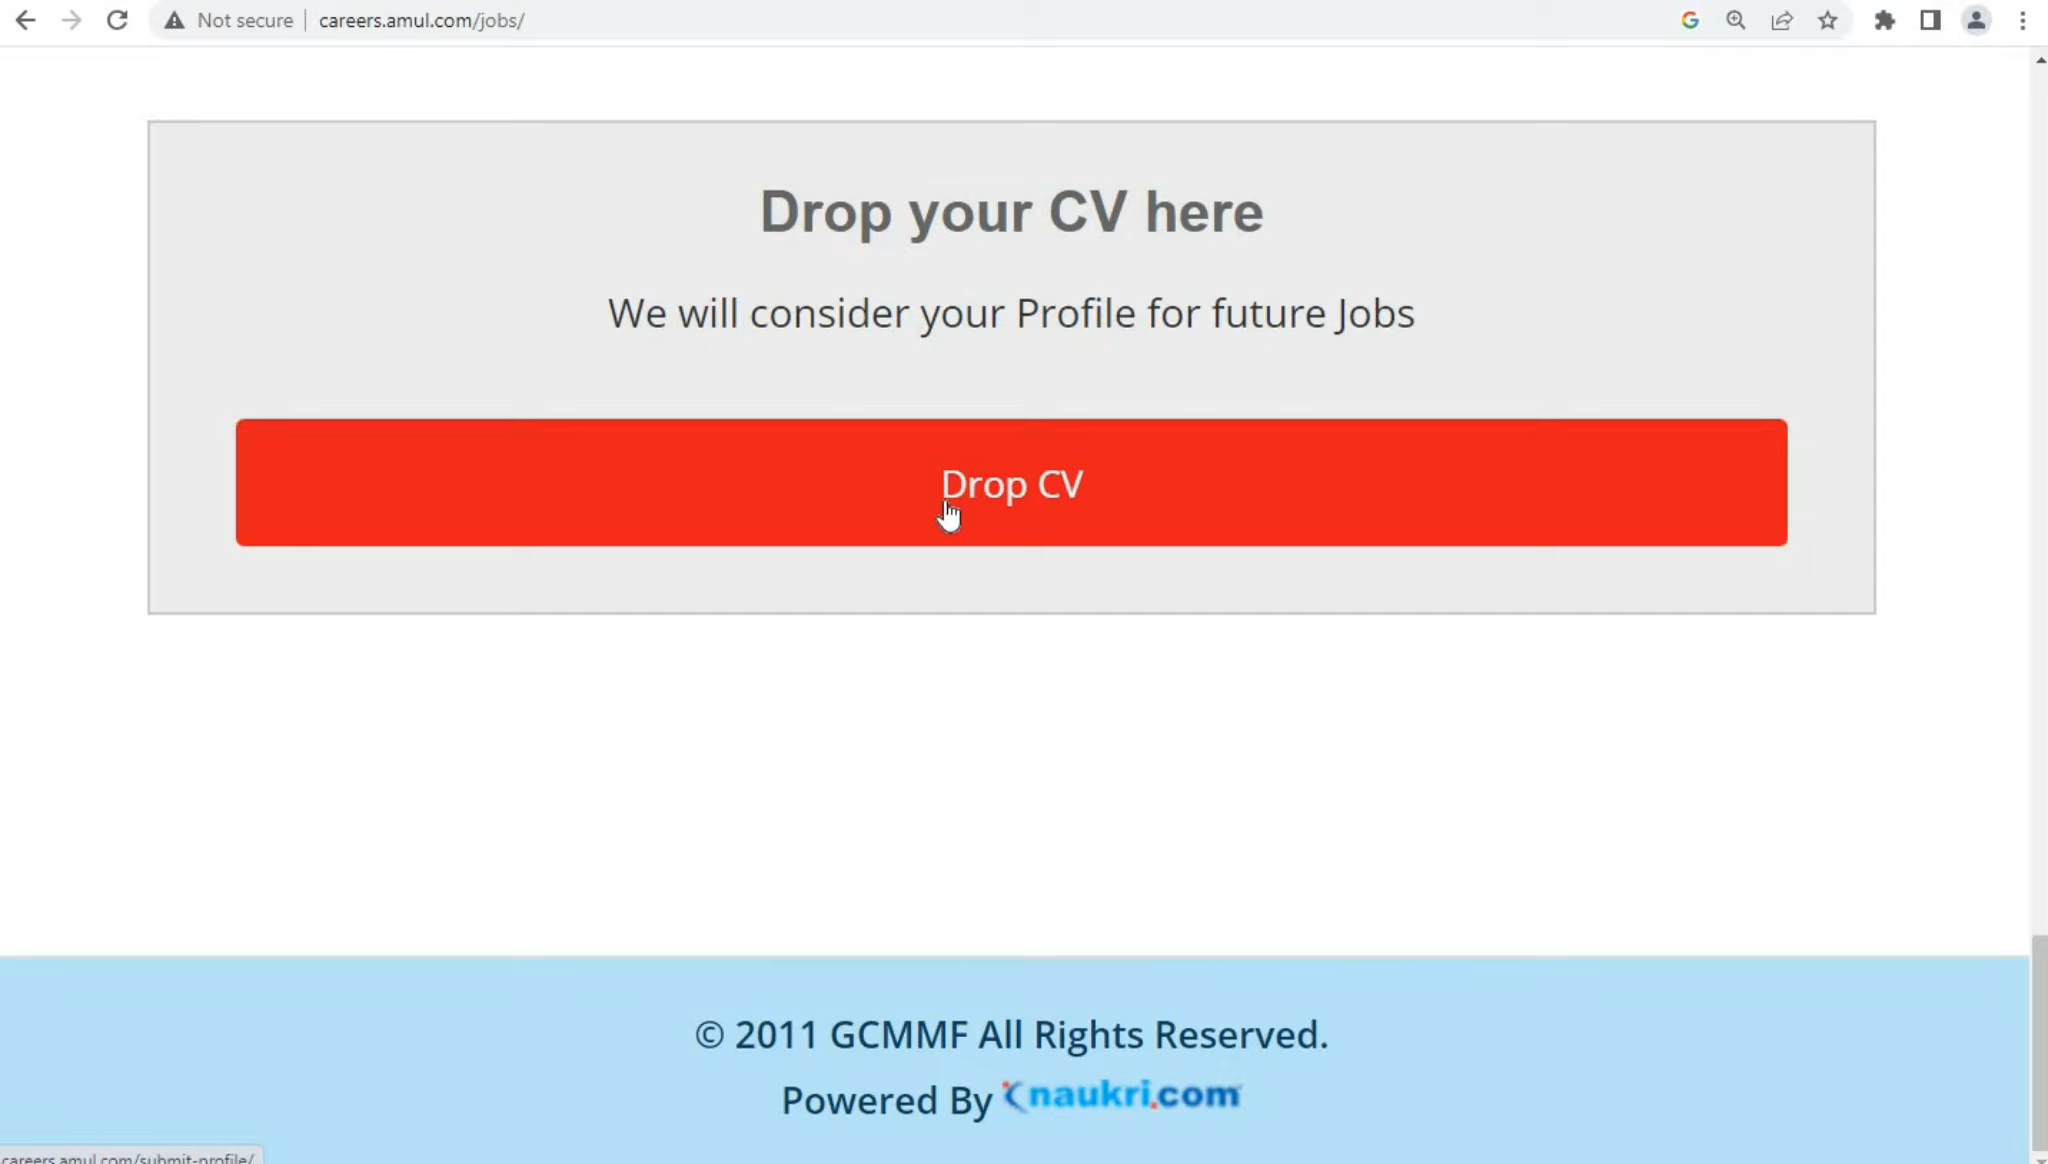 Not secure careers.amul.com/jobs/
Drop your CV here
We will consider your Profile for future Jobs
Drop CV
© 2011 GCMMF All Rights Reserved.
Powered By naukri.com
careers.amul.com/submit-profile/